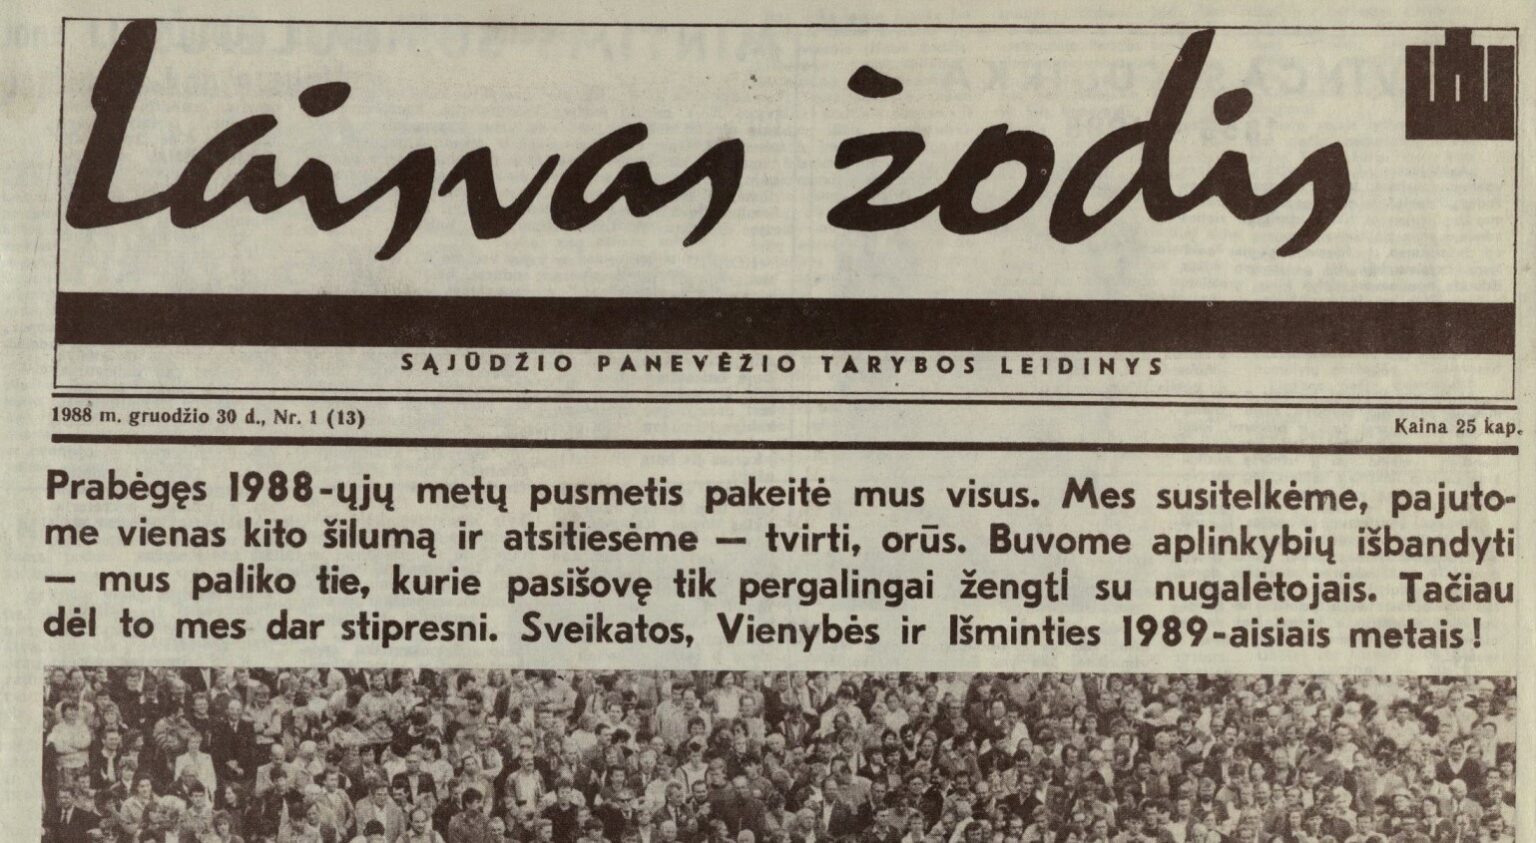 Laisvas żodis
SĄJŪDŽIO PANEVĖŽIO TARYBOS LEIDINYS
1988 m. gruodžio 30 d., Nr. 1 (13)
Kaina 25 kap.
Prabėgęs 1988-ųjų metų pusmetis pakeitė mus visus. Mes susitelkėme, pajuto-
me vienas kito šilumą ir atsitiesėme — tvirti, orūs. Buvome aplinkybių išbandyti
— mus paliko tie, kurie pasišovę tik pergalingai žengti su nugalėtojais. Tačiau
dėl to mes dar stipresni. Sveikatos, Vienybės ir Išminties 1989-aisiais metais!